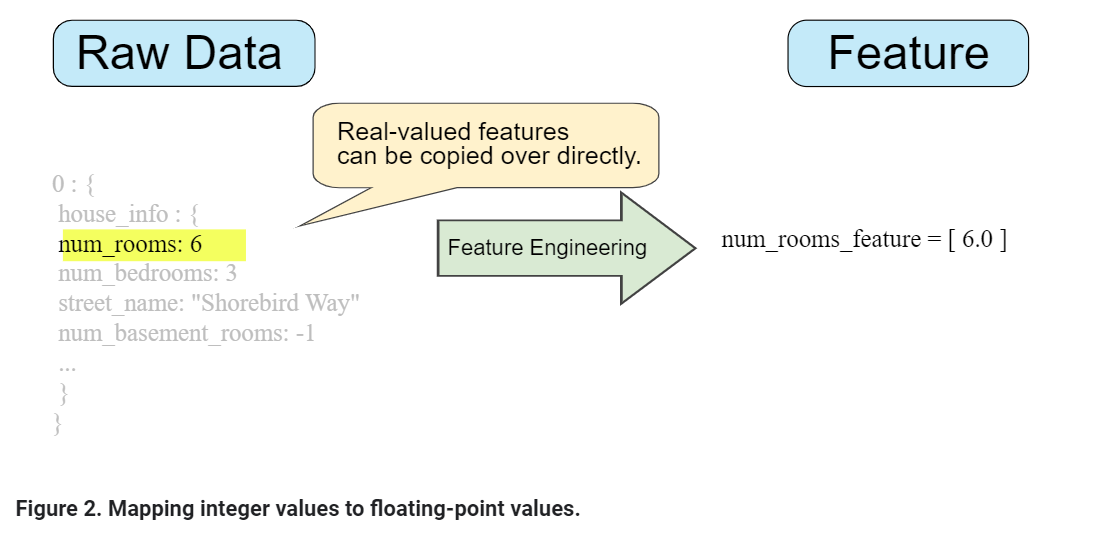 Raw Data
Feature
Real-valued features
can be copied over directly.
0 : {
house_info : {
num_rooms: 6
num_bedrooms: 3
street_name: "Shorebird Way"
num_basement_rooms: -1
...
}
}
Feature Engineering
num_rooms_feature = [ 6.0 ]
Figure 2. Mapping integer values to floating-point values.